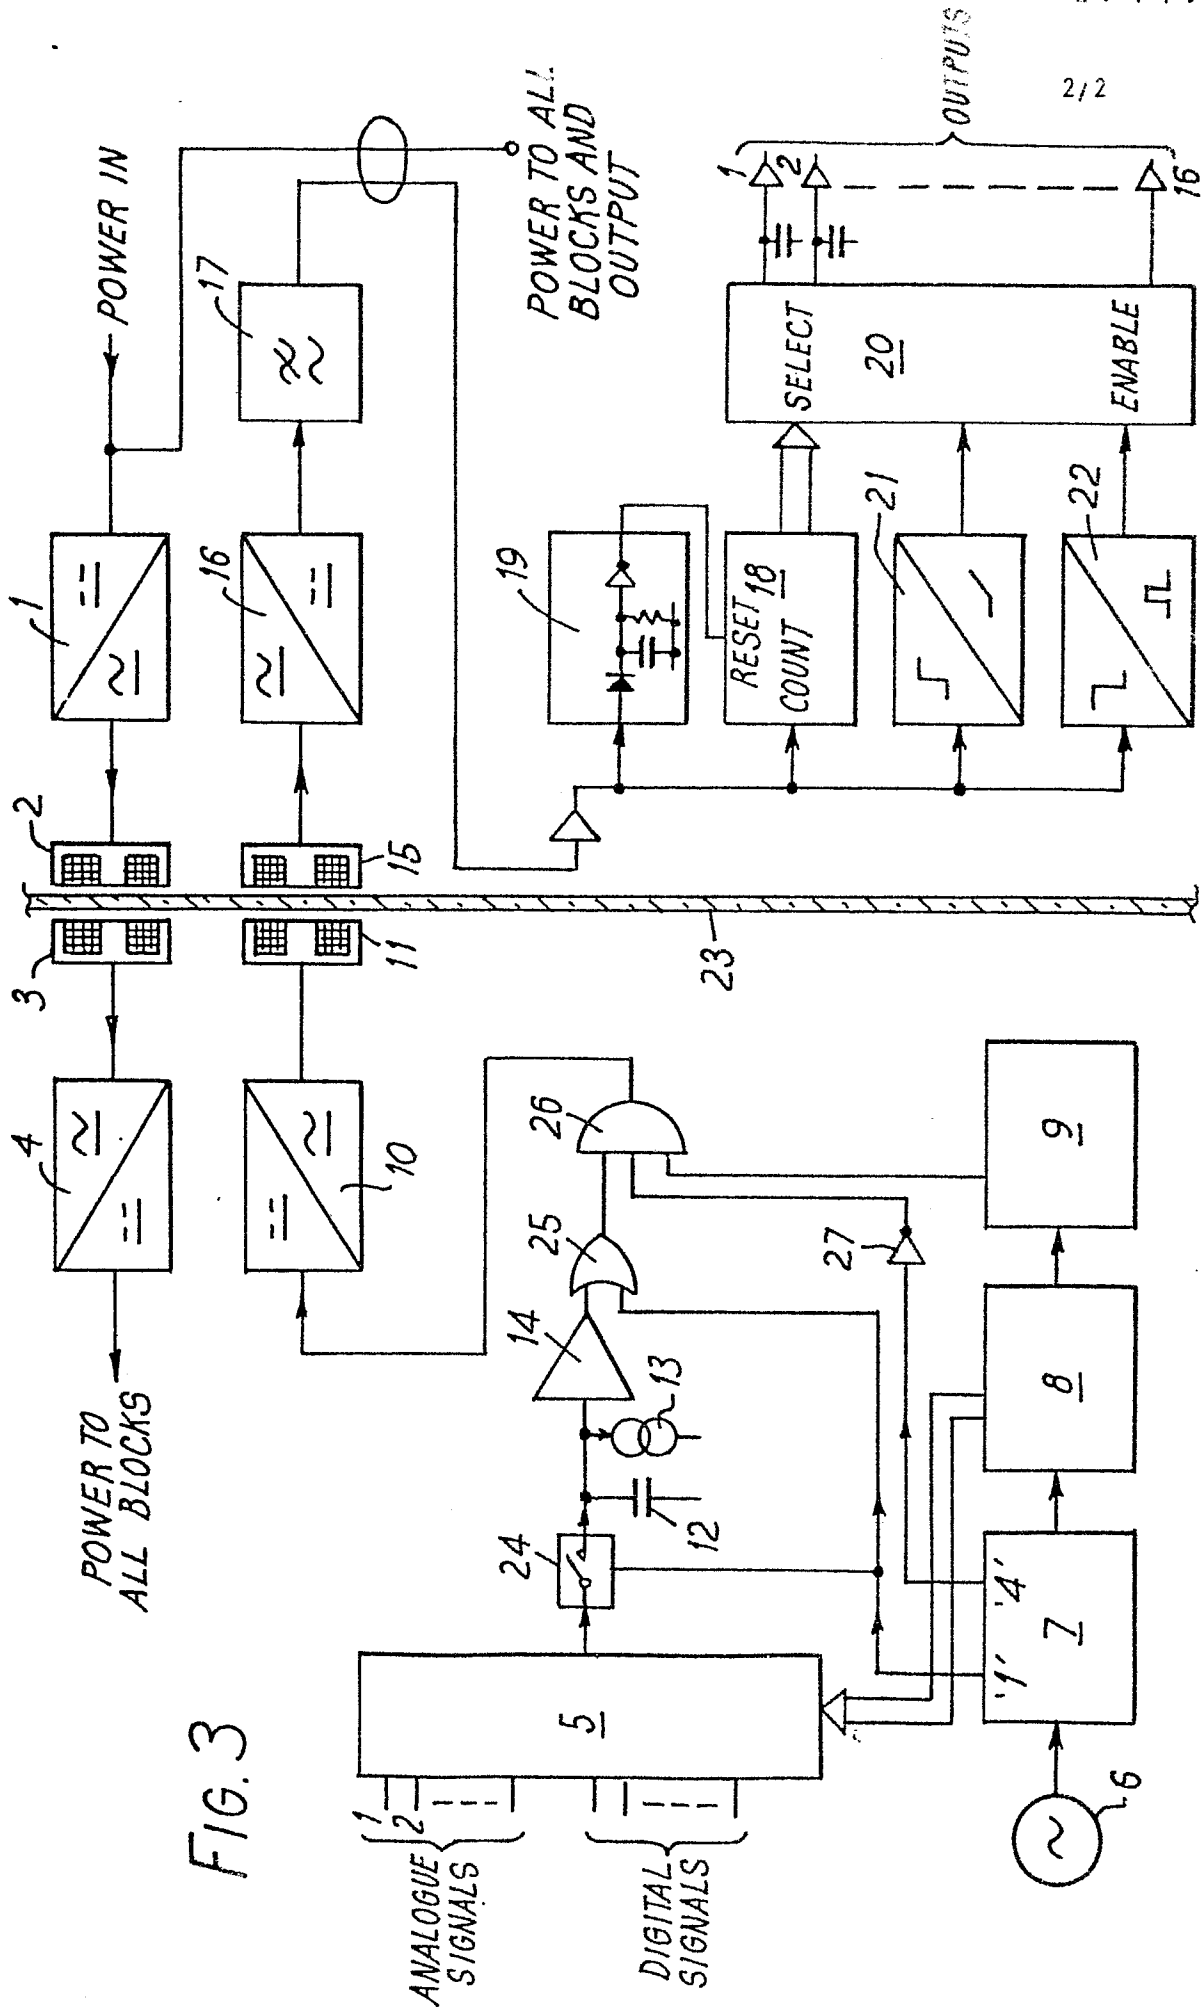 2/2
FIG. 3
POWER TO
ALL BLOCKS
4
3
2
1
POWER IN
10
11
15
16
17
POWER TO ALL
BLOCKS AND
OUTPUT
ANALOGUE
SIGNALS
1
2
DIGITAL
SIGNALS
5
24
12
13
14
25
26
27
23
19
RESET
COUNT
18
21
22
SELECT
20
ENABLE
1
2
16
OUTPUTS
6
7
'1'
'4'
8
9